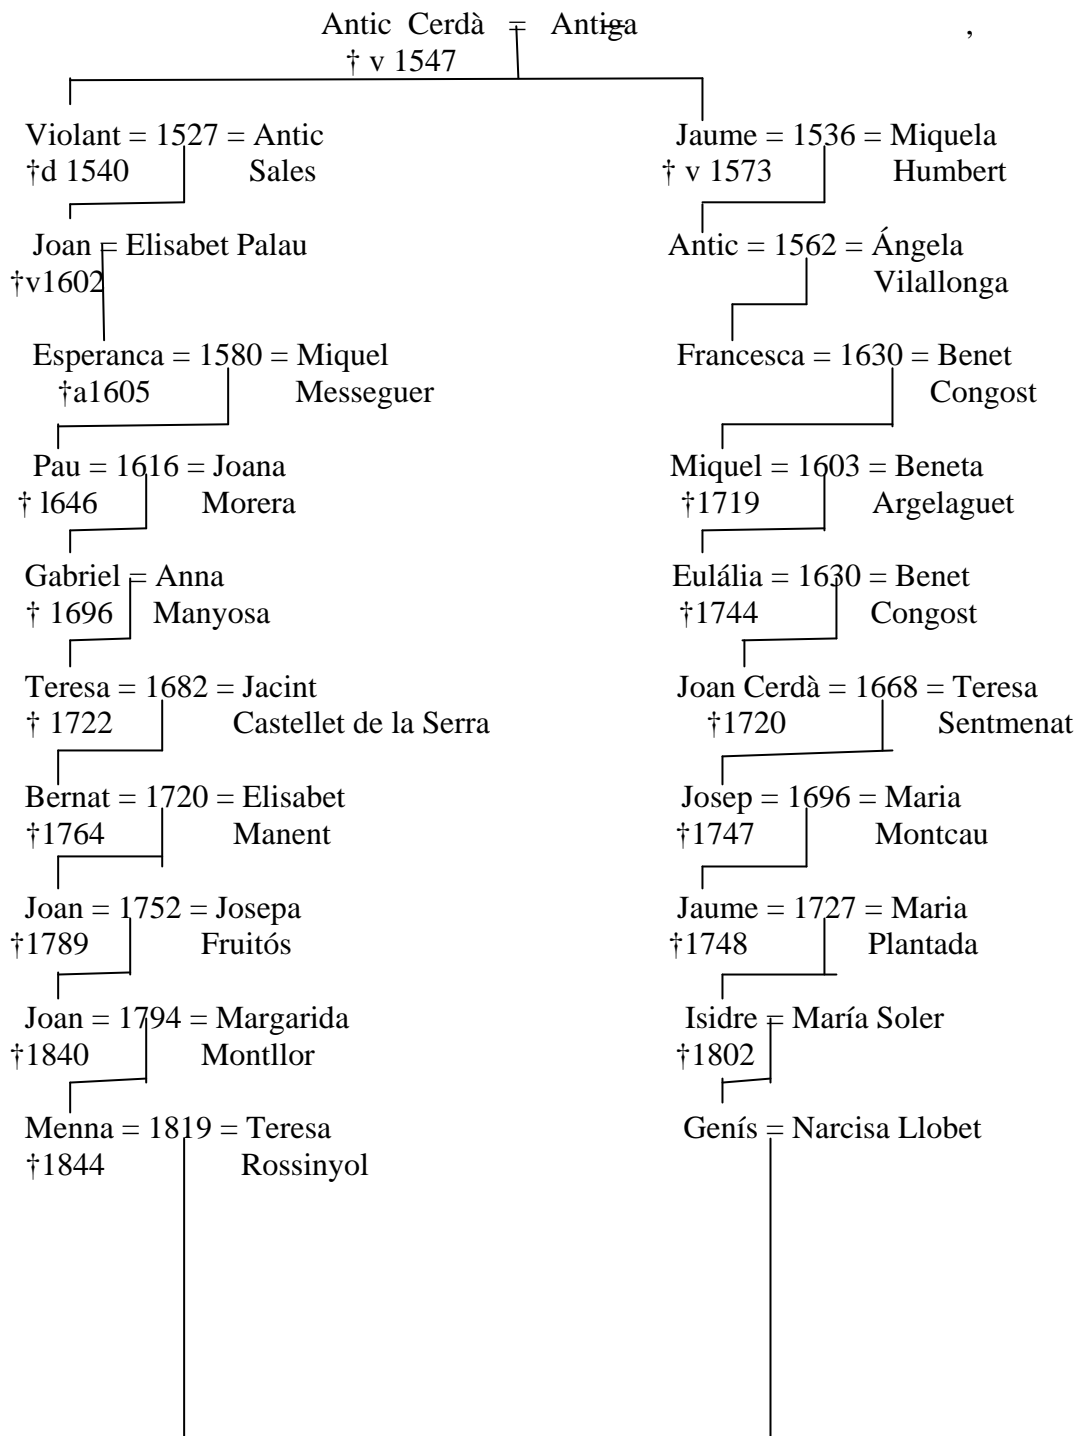 Antic Cerdà = Antiga ,
† v 1547
Violant = 1527 = Antic Jaume = 1536 = Miquela
†d 1540 Sales † v 1573 Humbert
Joan = Elisabet Palau Antic = 1562 = Ángela
†v1602 Vilallonga
Esperanca = 1580 = Miquel Francesca = 1630 = Benet
†a1605 Messeguer Congost
Pau = 1616 = Joana Miquel = 1603 = Beneta
† l646 Morera †1719 Argelaguet
Gabriel = Anna Eulália = 1630 = Benet
† 1696 Manyosa †1744 Congost
Teresa = 1682 = Jacint Joan Cerdà = 1668 = Teresa
† 1722 Castellet de la Serra †1720 Sentmenat
Bernat = 1720 = Elisabet Josep = 1696 = Maria
†1764 Manent †1747 Montcau
Joan = 1752 = Josepa Jaume = 1727 = Maria
†1789 Fruitós †1748 Plantada
Joan = 1794 = Margarida Isidre = María Soler
†1840 Montllor †1802
Menna = 1819 = Teresa Genís = Narcisa Llobet
†1844 Rossinyol